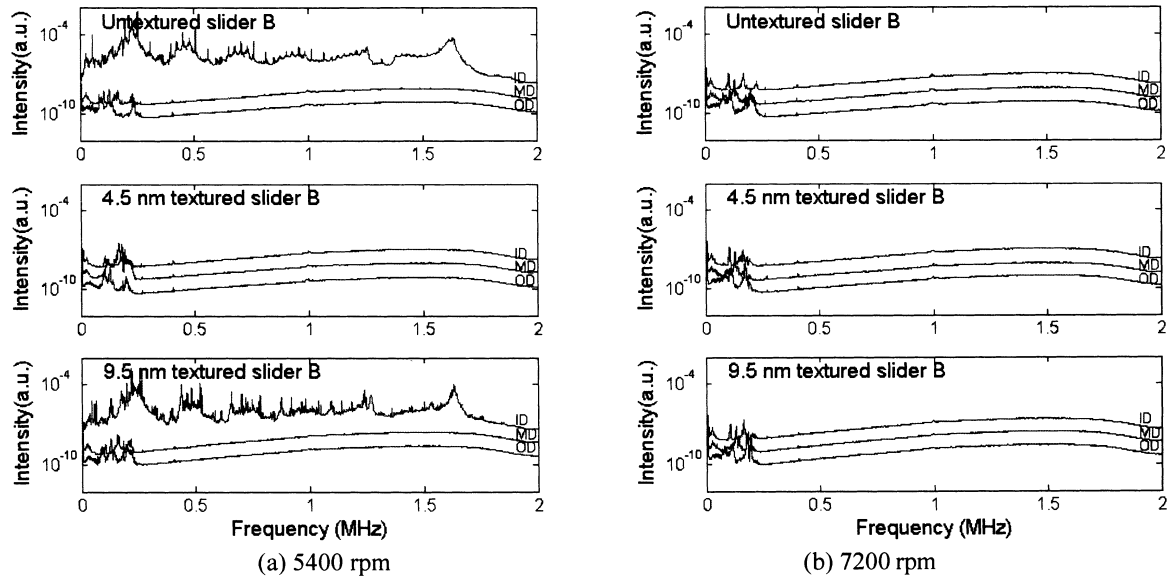 Untextured slider B
Intensity(a.u.)
10-4
10-10
ID
MD
OD
0 0.5 1 1.5 2
4.5 nm textured slider B
Intensity(a.u.)
10-4
10-10
ID
MD
OD
0 0.5 1 1.5 2
9.5 nm textured slider B
Intensity(a.u.)
10-4
10-10
ID
MD
OD
0 0.5 1 1.5 2
Frequency (MHz)
(a) 5400 rpm
Untextured slider B
Intensity(a.u.)
10-4
10-10
ID
MD
OD
0 0.5 1 1.5 2
4.5 nm textured slider B
Intensity(a.u.)
10-4
10-10
ID
MD
OD
0 0.5 1 1.5 2
9.5 nm textured slider B
Intensity(a.u.)
10-4
10-10
ID
MD
OD
0 0.5 1 1.5 2
Frequency (MHz)
(b) 7200 rpm